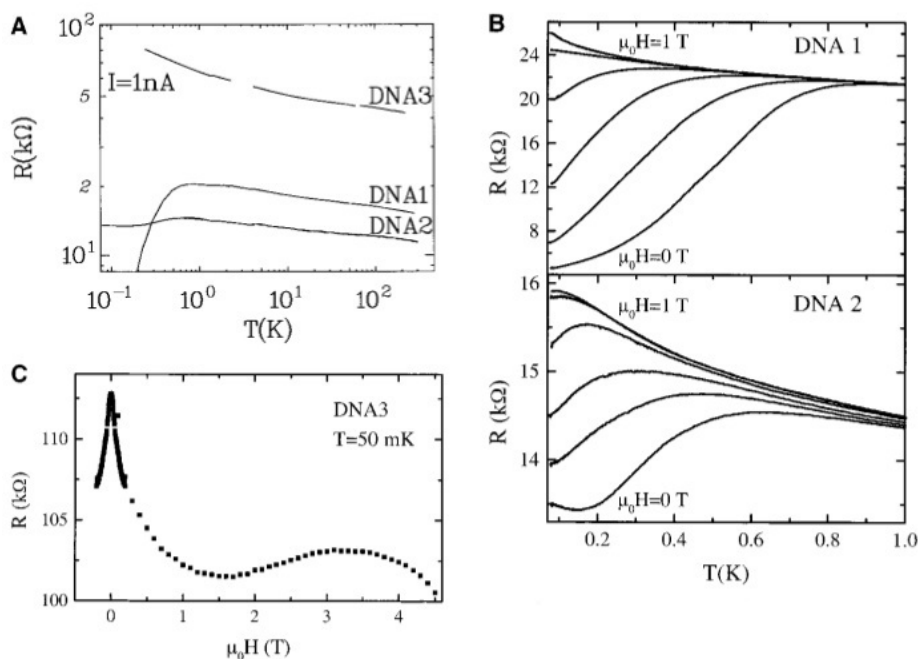 A
10²
I=1nA
DNA3
5
R(kΩ)
2
DNA1
DNA2
10¹
10⁻¹ 10⁰ 10¹ 10²
T(K)
B
μ₀H=1 T
DNA 1
24
20
R (kΩ)
16
12
8
μ₀H=0 T
4
16
μ₀H=1 T
DNA 2
15
R (kΩ)
14
μ₀H=0 T
0.2 0.4 0.6 0.8 1.0
T(K)
C
DNA3
T=50 mK
110
R (kΩ)
105
100
0 1 2 3 4
μ₀H (T)